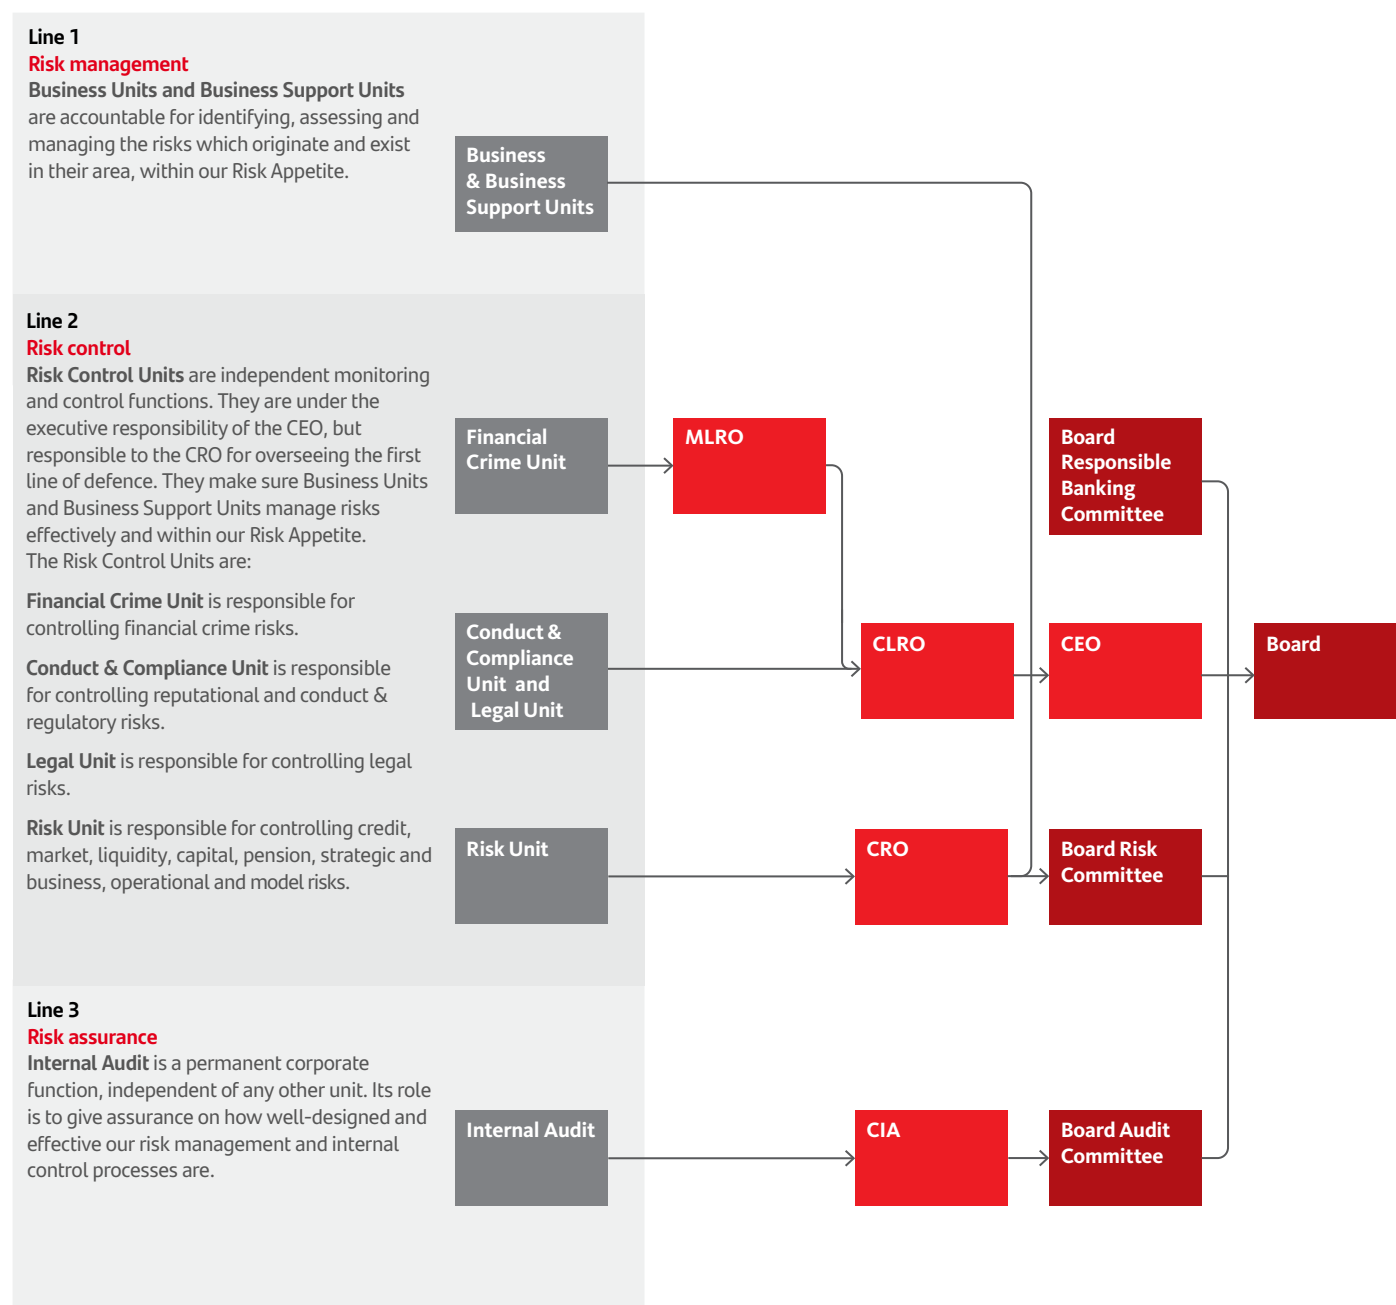 Line 1
Risk management
Business Units and Business Support Units
are accountable for identifying, assessing and
managing the risks which originate and exist
in their area, within our Risk Appetite.
Business
& Business
Support Units
Line 2
Risk control
Risk Control Units are independent monitoring
and control functions. They are under the
executive responsibility of the CEO, but
responsible to the CRO for overseeing the first
line of defence. They make sure Business Units
and Business Support Units manage risks
effectively and within our Risk Appetite.
The Risk Control Units are:
Financial Crime Unit is responsible for
controlling financial crime risks.
Conduct & Compliance Unit is responsible
for controlling reputational and conduct &
regulatory risks.
Legal Unit is responsible for controlling legal
risks.
Risk Unit is responsible for controlling credit,
market, liquidity, capital, pension, strategic and
business, operational and model risks.
Financial
Crime Unit
MLRO
Board
Responsible
Banking
Committee
Conduct &
Compliance
Unit and
Legal Unit
CLRO
CEO
Board
Risk Unit
CRO
Board Risk
Committee
Line 3
Risk assurance
Internal Audit is a permanent corporate
function, independent of any other unit. Its role
is to give assurance on how well-designed and
effective our risk management and internal
control processes are.
Internal Audit
CIA
Board Audit
Committee